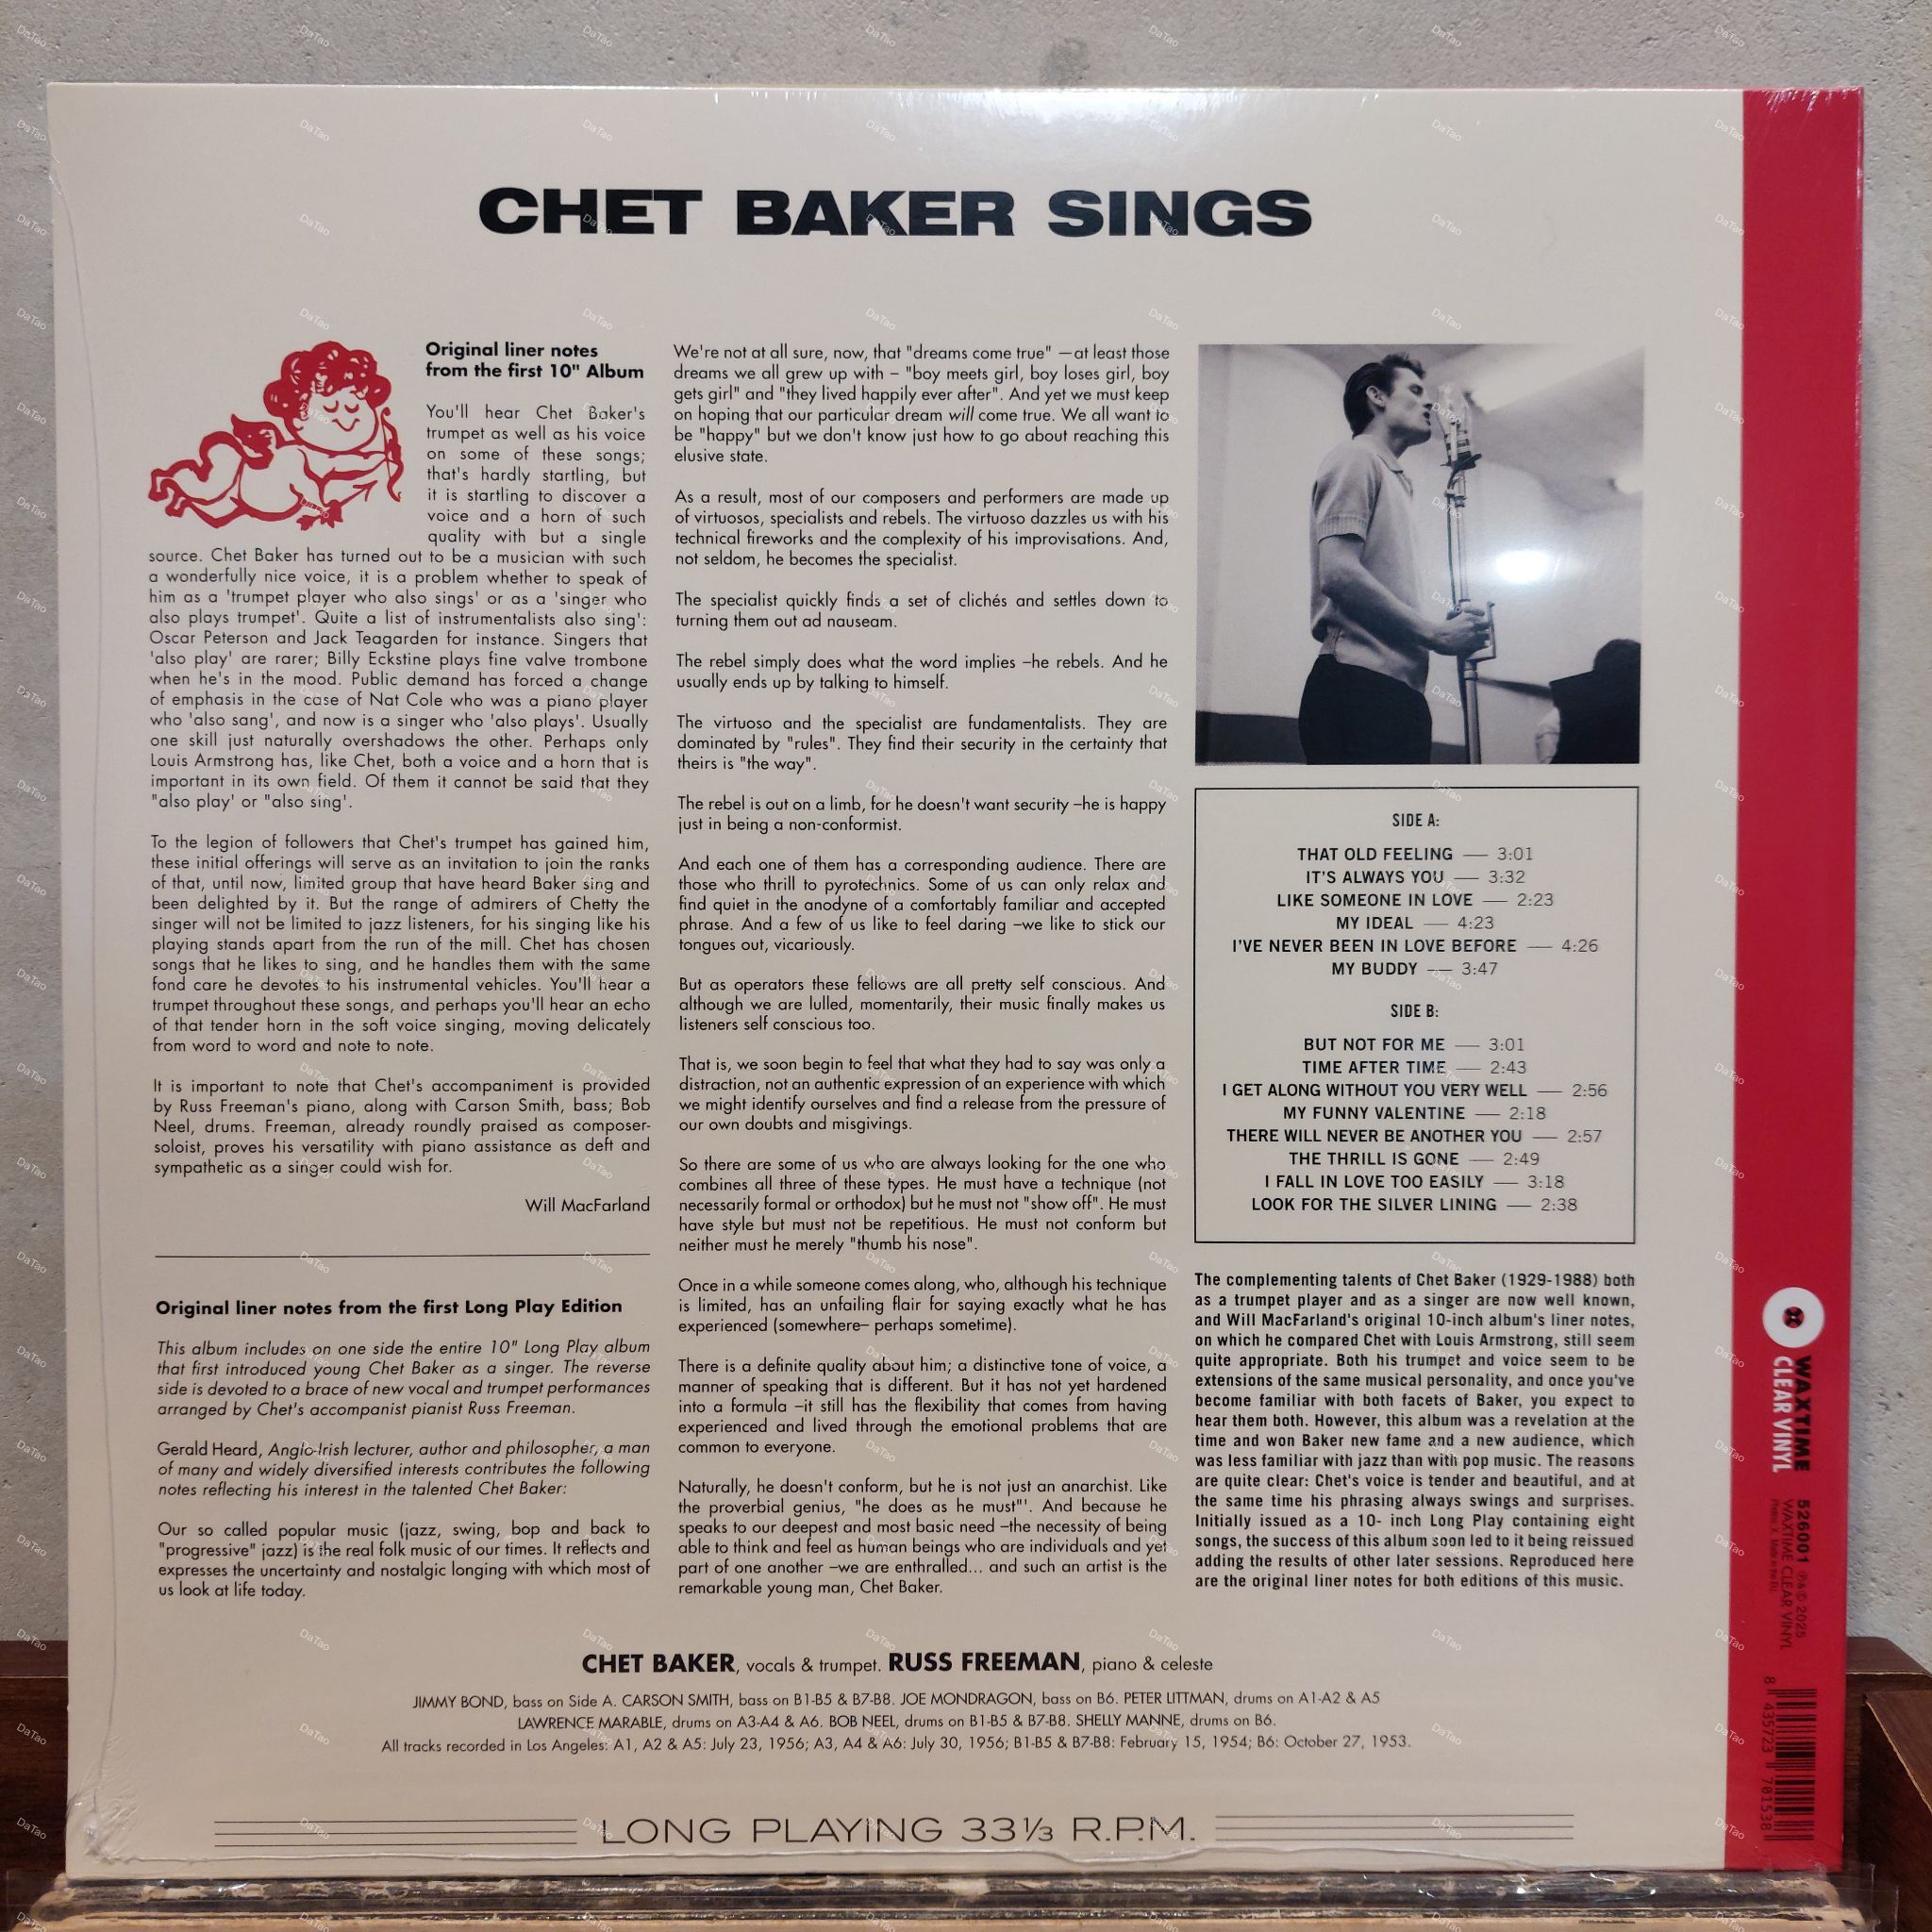 CHET BAKER SINGS
Original liner notes
from the first 10" Album
You'll hear Chet Baker's
trumpet as well as his voice
on some of these songs;
that's hardly startling, but
it is startling to discover a
voice and a horn of such
quality with but a single
source. Chet Baker has turned out to be a musician with such
a wonderfully nice voice, it is a problem whether to speak of
him as a 'trumpet player who also sings' or as a 'singer who
also plays trumpet'. Quite a list of instrumentalists also sing':
Oscar Peterson and Jack Teagarden for instance. Singers that
'also play' are rarer; Billy Eckstine plays fine valve trombone
when he's in the mood. Public demand has forced a change
of emphasis in the case of Nat Cole who was a piano player
who 'also sang', and now is a singer who 'also plays'. Usually
one skill just naturally overshadows the other. Perhaps only
Louis Armstrong has, like Chet, both a voice and a horn that is
important in its own field. Of them it cannot be said that they
"also play' or "also sing'.
To the legion of followers that Chet's trumpet has gained him,
these initial offerings will serve as an invitation to join the ranks
of that, until now, limited group that have heard Baker sing and
been delighted by it. But the range of admirers of Chetty the
singer will not be limited to jazz listeners, for his singing like his
playing stands apart from the run of the mill. Chet has chosen
songs that he likes to sing, and he handles them with the same
fond care he devotes to his instrumental vehicles. You'll hear a
trumpet throughout these songs, and perhaps you'll hear an echo
of that tender horn in the soft voice singing, moving delicately
from word to word and note to note.
It is important to note that Chet's accompaniment is provided
by Russ Freeman's piano, along with Carson Smith, bass; Bob
Neel, drums. Freeman, already roundly praised as composer-
soloist, proves his versatility with piano assistance as deft and
sympathetic as a singer could wish for.
Will MacFarland
Original liner notes from the first Long Play Edition
This album includes on one side the entire 10" Long Play album
that first introduced young Chet Baker as a singer. The reverse
side is devoted to a brace of new vocal and trumpet performances
arranged by Chet's accompanist pianist Russ Freeman.
Gerald Heard, Anglo-Irish lecturer, author and philosopher, a man
of many and widely diversified interests contributes the following
notes reflecting his interest in the talented Chet Baker:
Our so called popular music (jazz, swing, bop and back to
"progressive" jazz) is the real folk music of our times. It reflects and
expresses the uncertainty and nostalgic longing with which most of
us look at life today.
We're not at all sure, now, that "dreams come true" —at least those
dreams we all grew up with – "boy meets girl, boy loses girl, boy
gets girl" and "they lived happily ever after". And yet we must keep
on hoping that our particular dream will come true. We all want to
be "happy" but we don't know just how to go about reaching this
elusive state.
As a result, most of our composers and performers are made up
of virtuosos, specialists and rebels. The virtuoso dazzles us with his
technical fireworks and the complexity of his improvisations. And,
not seldom, he becomes the specialist.
The specialist quickly finds a set of clichés and settles down to
turning them out ad nauseam.
The rebel simply does what the word implies –he rebels. And he
usually ends up by talking to himself.
The virtuoso and the specialist are fundamentalists. They are
dominated by "rules". They find their security in the certainty that
theirs is "the way".
The rebel is out on a limb, for he doesn't want security –he is happy
just in being a non-conformist.
And each one of them has a corresponding audience. There are
those who thrill to pyrotechnics. Some of us can only relax and
find quiet in the anodyne of a comfortably familiar and accepted
phrase. And a few of us like to feel daring –we like to stick our
tongues out, vicariously.
But as operators these fellows are all pretty self conscious. And
although we are lulled, momentarily, their music finally makes us
listeners self conscious too.
That is, we soon begin to feel that what they had to say was only a
distraction, not an authentic expression of an experience with which
we might identify ourselves and find a release from the pressure of
our own doubts and misgivings.
So there are some of us who are always looking for the one who
combines all three of these types. He must have a technique (not
necessarily formal or orthodox) but he must not "show off". He must
have style but must not be repetitious. He must not conform but
neither must he merely "thumb his nose".
Once in a while someone comes along, who, although his technique
is limited, has an unfailing flair for saying exactly what he has
experienced (somewhere– perhaps sometime).
There is a definite quality about him; a distinctive tone of voice, a
manner of speaking that is different. But it has not yet hardened
into a formula –it still has the flexibility that comes from having
experienced and lived through the emotional problems that are
common to everyone.
Naturally, he doesn't conform, but he is not just an anarchist. Like
the proverbial genius, "he does as he must"'. And because he
speaks to our deepest and most basic need –the necessity of being
able to think and feel as human beings who are individuals and yet
part of one another –we are enthralled... and such an artist is the
remarkable young man, Chet Baker.
SIDE A:
THAT OLD FEELING — 3:01
IT'S ALWAYS YOU — 3:32
LIKE SOMEONE IN LOVE — 2:23
MY IDEAL — 4:23
I'VE NEVER BEEN IN LOVE BEFORE — 4:26
MY BUDDY — 3:47
SIDE B:
BUT NOT FOR ME — 3:01
TIME AFTER TIME — 2:43
I GET ALONG WITHOUT YOU VERY WELL — 2:56
MY FUNNY VALENTINE — 2:18
THERE WILL NEVER BE ANOTHER YOU — 2:57
THE THRILL IS GONE — 2:49
I FALL IN LOVE TOO EASILY — 3:18
LOOK FOR THE SILVER LINING — 2:38
The complementing talents of Chet Baker (1929-1988) both
as a trumpet player and as a singer are now well known,
and Will MacFarland's original 10-inch album's liner notes,
on which he compared Chet with Louis Armstrong, still seem
quite appropriate. Both his trumpet and voice seem to be
extensions of the same musical personality, and once you've
become familiar with both facets of Baker, you expect to
hear them both. However, this album was a revelation at the
time and won Baker new fame and a new audience, which
was less familiar with jazz than with pop music. The reasons
are quite clear: Chet's voice is tender and beautiful, and at
the same time his phrasing always swings and surprises.
Initially issued as a 10- inch Long Play containing eight
songs, the success of this album soon led to it being reissued
adding the results of other later sessions. Reproduced here
are the original liner notes for both editions of this music.
CHET BAKER, vocals & trumpet. RUSS FREEMAN, piano & celeste
JIMMY BOND, bass on Side A. CARSON SMITH, bass on B1-B5 & B7-B8. JOE MONDRAGON, bass on B6. PETER LITTMAN, drums on A1-A2 & A5
LAWRENCE MARABLE, drums on A3-A4 & A6. BOB NEEL, drums on B1-B5 & B7-B8. SHELLY MANNE, drums on B6.
All tracks recorded in Los Angeles: A1, A2 & A5: July 23, 1956; A3, A4 & A6: July 30, 1956; B1-B5 & B7-B8: February 15, 1954; B6: October 27, 1953.
LONG PLAYING 33⅓ R.P.M.
WAXTIME
CLEAR VINYL
526001 ℗&© 2025
WAXTIME CLEAR VINYL
8 435723 701538
DaTao